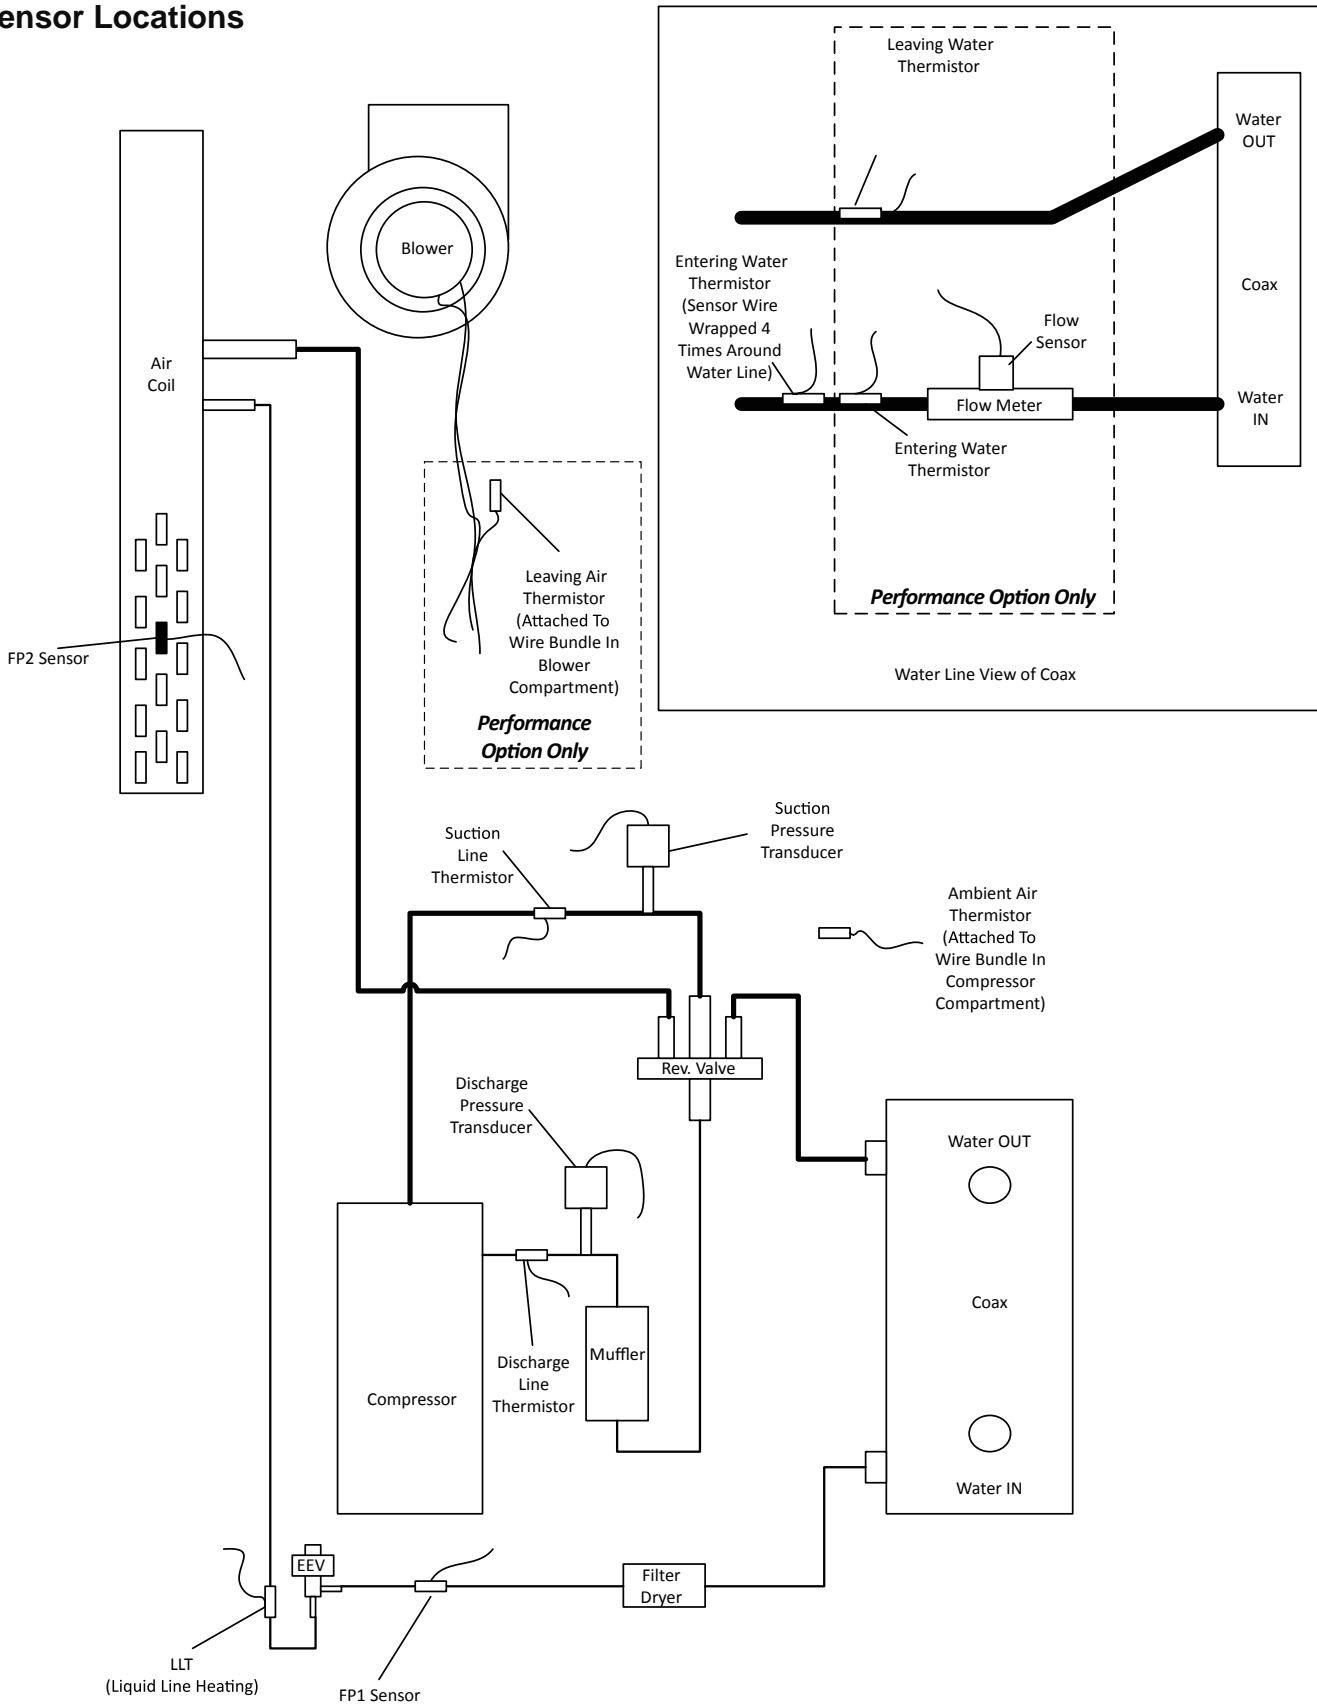 ensor Locations
Leaving Water
Thermistor
Water
OUT
Blower
Entering Water
Thermistor
(Sensor Wire
Wrapped 4
Times Around
Water Line)
Coax
Flow
Sensor
Air
Coil
Flow Meter
Water
IN
Entering Water
Thermistor
Leaving Air
Thermistor
(Attached To
Wire Bundle In
Blower
Compartment)
Performance Option Only
FP2 Sensor
Water Line View of Coax
Performance
Option Only
Suction
Pressure
Transducer
Suction
Line
Thermistor
Ambient Air
Thermistor
(Attached To
Wire Bundle In
Compressor
Compartment)
Rev. Valve
Discharge
Pressure
Transducer
Water OUT
Coax
Muffler
Discharge
Line
Thermistor
Compressor
Water IN
EEV
Filter
Dryer
LLT
(Liquid Line Heating)
FP1 Sensor